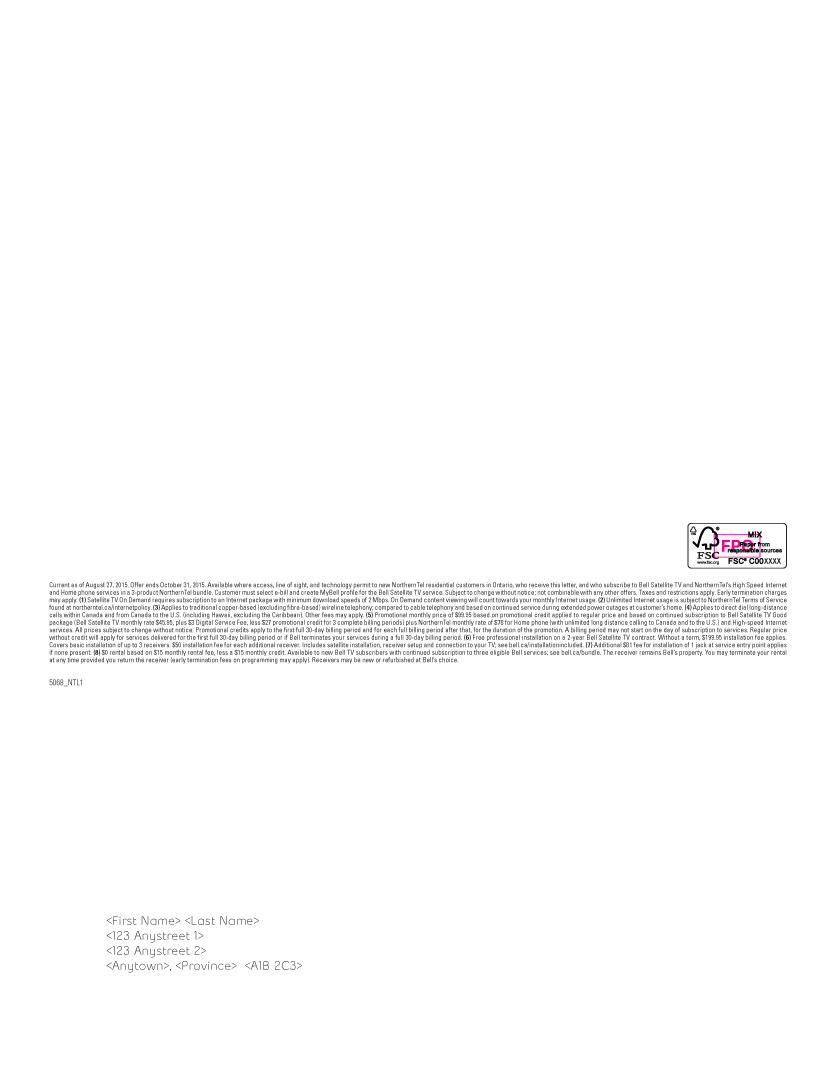 MIX
FPO
Paper from
responsible sources
FSC
www.fsc.org
FSC® C00XXXX
Current as of August 27, 2015. Offer ends October 31, 2015. Available where access, line of sight, and technology permit to new NorthernTel residential customers in Ontario, who receive this letter, and who subscribe to Bell Satellite TV and NorthernTel's High Speed Internet
and Home phone services in a 3-product NorthernTel bundle. Customer must select e-bill and create MyBell profile for the Bell Satellite TV service. Subject to change without notice; not combinable with any other offers. Taxes and restrictions apply. Early termination charges
may apply. (1) Satellite TV On Demand requires subscription to an Internet package with minimum download speeds of 2 Mbps. On Demand content viewing will count towards your monthly Internet usage. (2) Unlimited Internet usage is subject to NorthernTel Terms of Service
found at northerntel.ca/internetpolicy. (3) Applies to traditional copper-based (excluding fibre-based) wireline telephony; compared to cable telephony and based on continued service during extended power outages at customer's home. (4) Applies to direct dial long-distance
calls within Canada and from Canada to the U.S. (including Hawaii, excluding the Caribbean). Other fees may apply. (5) Promotional monthly price of $99.95 based on promotional credit applied to regular price and based on continued subscription to Bell Satellite TV Good
package (Bell Satellite TV monthly rate $45.95, plus $3 Digital Service Fee, less $27 promotional credit for 3 complete billing periods) plus NorthernTel monthly rate of $78 for Home phone (with unlimited long distance calling to Canada and to the U.S.) and High-speed Internet
services. All prices subject to change without notice. Promotional credits apply to the first full 30-day billing period and for each full billing period after that, for the duration of the promotion. A billing period may not start on the day of subscription to services. Regular price
without credit will apply for services delivered for the first full 30-day billing period or if Bell terminates your services during a full 30-day billing period. (6) Free professional installation on a 2-year Bell Satellite TV contract. Without a term, $199.95 installation fee applies.
Covers basic installation of up to 3 receivers. $50 installation fee for each additional receiver. Includes satellite installation, receiver setup and connection to your TV; see bell.ca/installationincluded. (7) Additional $81 fee for installation of 1 jack at service entry point applies
if none present. (8) $0 rental based on $15 monthly rental fee, less a $15 monthly credit. Available to new Bell TV subscribers with continued subscription to three eligible Bell services; see bell.ca/bundle. The receiver remains Bell's property. You may terminate your rental
at any time provided you return the receiver (early termination fees on programming may apply). Receivers may be new or refurbished at Bell's choice.
5068_NTL1
<First Name> <Last Name>
<123 Anystreet 1>
<123 Anystreet 2>
<Anytown>, <Province> <A1B 2C3>